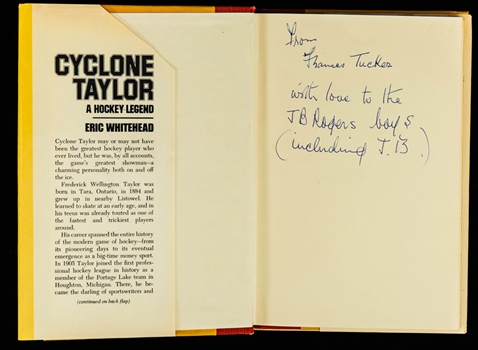 CYCLONE
TAYLOR
A HOCKEY LEGEND
ERIC WHITEHEAD
Cyclone Taylor may or may not have
been the greatest hockey player who
ever lived, but he was, by all accounts,
the game's greatest showman—a
charming personality both on and off
the ice.
Frederick Wellington Taylor was
born in Tara, Ontario, in 1884 and
grew up in nearby Listowel. He
learned to skate at an early age, and in
his teens was already touted as one of
the fastest and trickiest players
around.
His career spanned the entire history
of the modern game of hockey—from
its pioneering days to its eventual
emergence as a big-time money sport.
In 1903 Taylor joined the first profes-
sional hockey league in history as a
member of the Portage Lake team in
Houghton, Michigan. There, he be-
came the darling of sportswriters and
(continued on back flap)
From
Frances Tucker
with love to the
JB Rogers boys
(including J.B.)